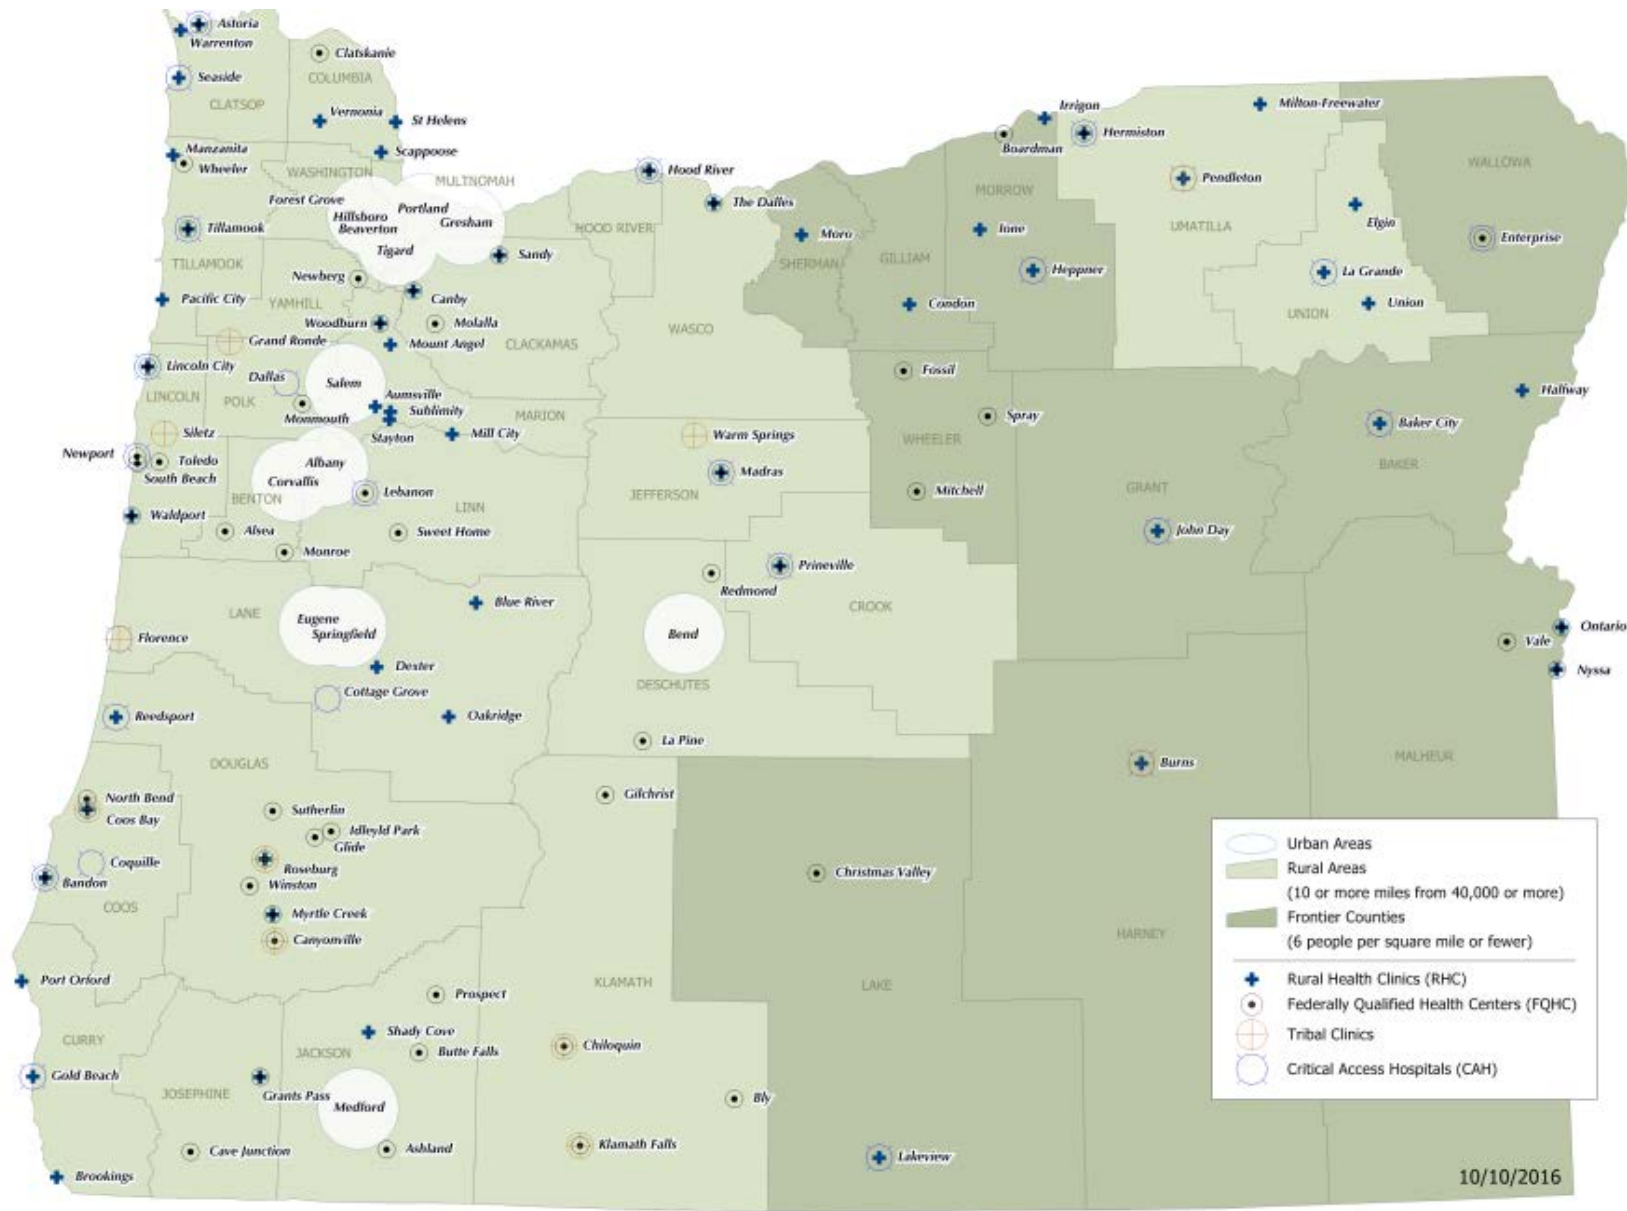 Astoria
Warrenton
Clatskanie
COLUMBIA
Seaside
CLATSOP
Vernonia
St Helens
Irrigon
Milton-Freewater
Hermiston
Boardman
Manzanita
Wheeler
Scappoose
WASHINGTON
MULTNOMAH
Hood River
WALLOWA
Pendleton
MORROW
Forest Grove
Portland
Hillsboro
Beaverton
Gresham
The Dalles
Tillamook
HOOD RIVER
Moro
Ione
UMATILLA
Elgin
Enterprise
Tigard
Sandy
TILLAMOOK
Newberg
SHERMAN
GILLIAM
Heppner
La Grande
Pacific City
YAMHILL
Canby
Condon
Union
UNION
Woodburn
Molalla
WASCO
Grand Ronde
Mount Angel
CLACKAMAS
Lincoln City
Dallas
Salem
Fossil
LINCOLN
POLK
Aumsville
Sublimity
MARION
Halfway
Monmouth
Spray
Baker City
Siletz
Stayton
Mill City
Warm Springs
WHEELER
Newport
Toledo
South Beach
Albany
Corvallis
Madras
BAKER
BENTON
Lebanon
LINN
JEFFERSON
Mitchell
GRANT
Waldport
Alsea
Sweet Home
John Day
Monroe
Prineville
Redmond
CROOK
LANE
Blue River
Eugene
Springfield
Bend
Ontario
Florence
Vale
Dexter
Nyssa
DESCHUTES
Cottage Grove
Reedsport
Oakridge
La Pine
DOUGLAS
Burns
MALHEUR
North Bend
Coos Bay
Sutherlin
Gilchrist
Idleyld Park
Glide
Coquille
Roseburg
Christmas Valley
Bandon
Winston
COOS
Myrtle Creek
Canyonville
HARNEY
Port Orford
Prospect
KLAMATH
LAKE
CURRY
Shady Cove
JACKSON
Butte Falls
Chiloquin
Gold Beach
JOSEPHINE
Grants Pass
Medford
Bly
Cave Junction
Ashland
Klamath Falls
Lakeview
Brookings
Urban Areas
Rural Areas
(10 or more miles from 40,000 or more)
Frontier Counties
(6 people per square mile or fewer)
Rural Health Clinics (RHC)
Federally Qualified Health Centers (FQHC)
Tribal Clinics
Critical Access Hospitals (CAH)
10/10/2016